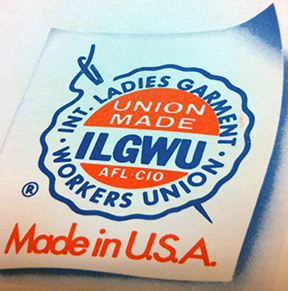 INT. LADIES GARMENT
UNION
MADE
ILGWU
AFL-CIO
· WORKERS UNION ·
®
Made in U.S.A.